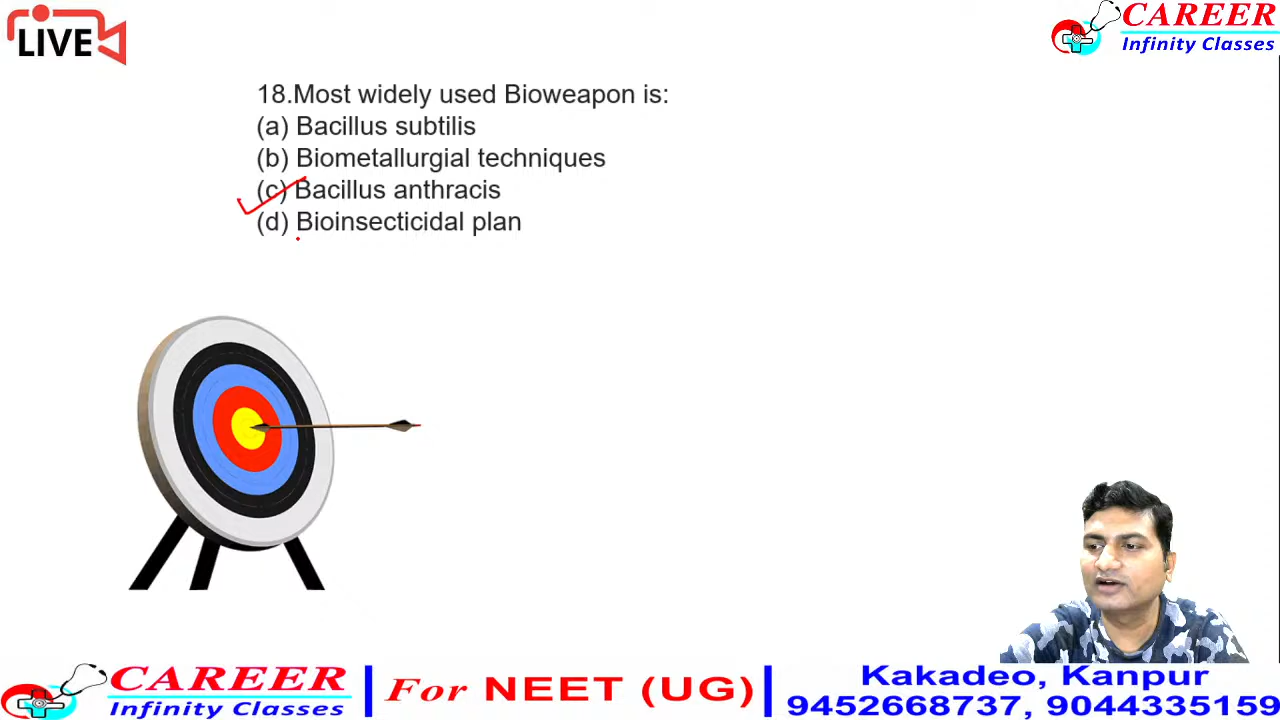 LIVE
CAREER
Infinity Classes
18.Most widely used Bioweapon is:
(a) Bacillus subtilis
(b) Biometallurgial techniques
(c) Bacillus anthracis
(d) Bioinsecticidal plan
CAREER
Infinity Classes
For NEET (UG)
Kakadeo, Kanpur
9452668737, 9044335159